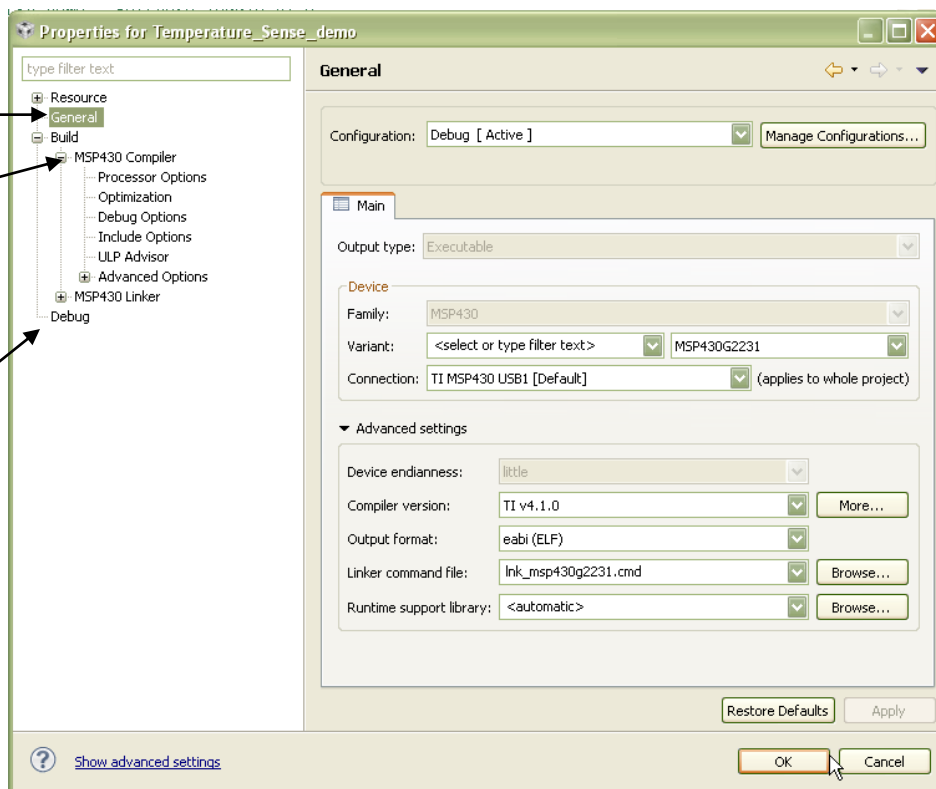 Properties for Temperature_Sense_demo
type filter text
Resource
General
Build
MSP430 Compiler
Processor Options
Optimization
Debug Options
Include Options
ULP Advisor
Advanced Options
MSP430 Linker
Debug
General
Configuration: Debug [ Active ] Manage Configurations...
Main
Output type: Executable
Device
Family: MSP430
Variant: <select or type filter text> MSP430G2231
Connection: TI MSP430 USB1 [Default] (applies to whole project)
Advanced settings
Device endianness: little
Compiler version: TI v4.1.0 More...
Output format: eabi (ELF)
Linker command file: lnk_msp430g2231.cmd Browse...
Runtime support library: <automatic> Browse...
Restore Defaults Apply
? Show advanced settings OK Cancel